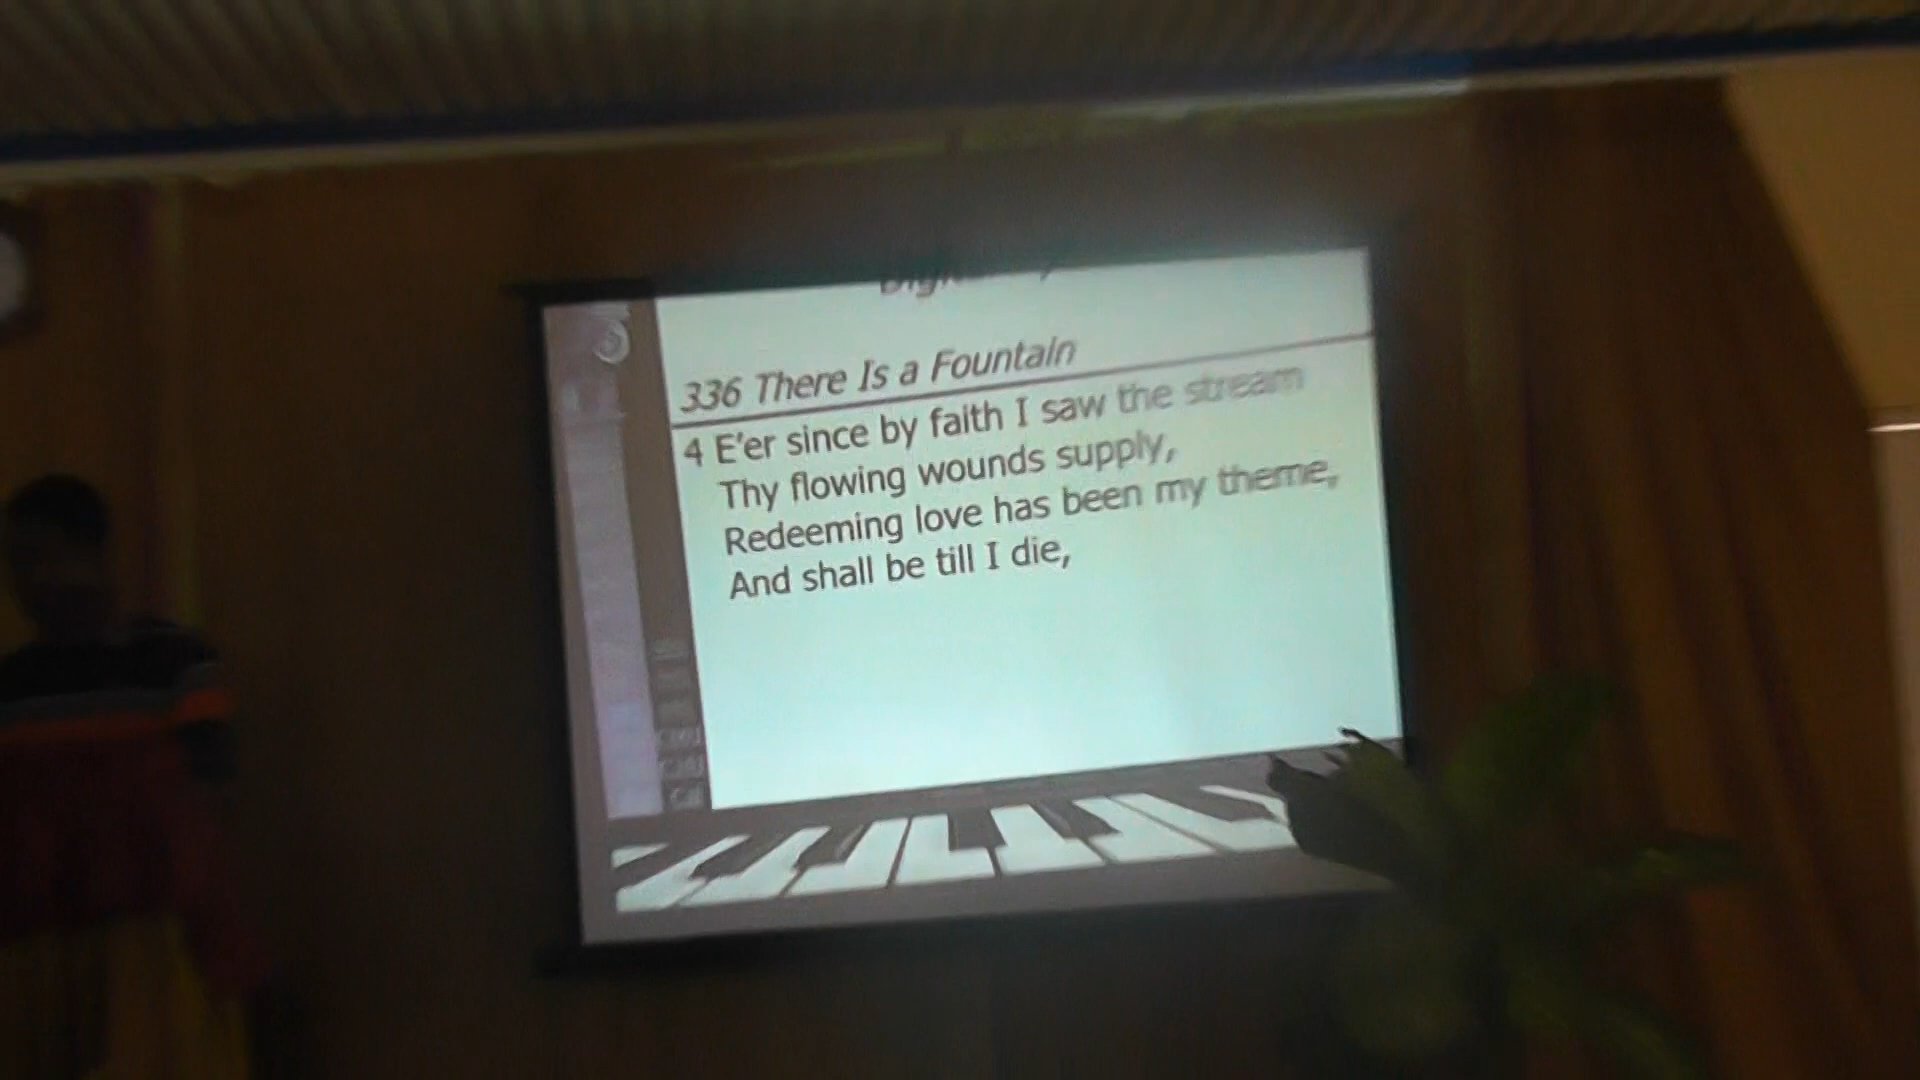 336 There Is a Fountain
4 E'er since by faith I saw the stream
Thy flowing wounds supply,
Redeeming love has been my theme,
And shall be till I die,